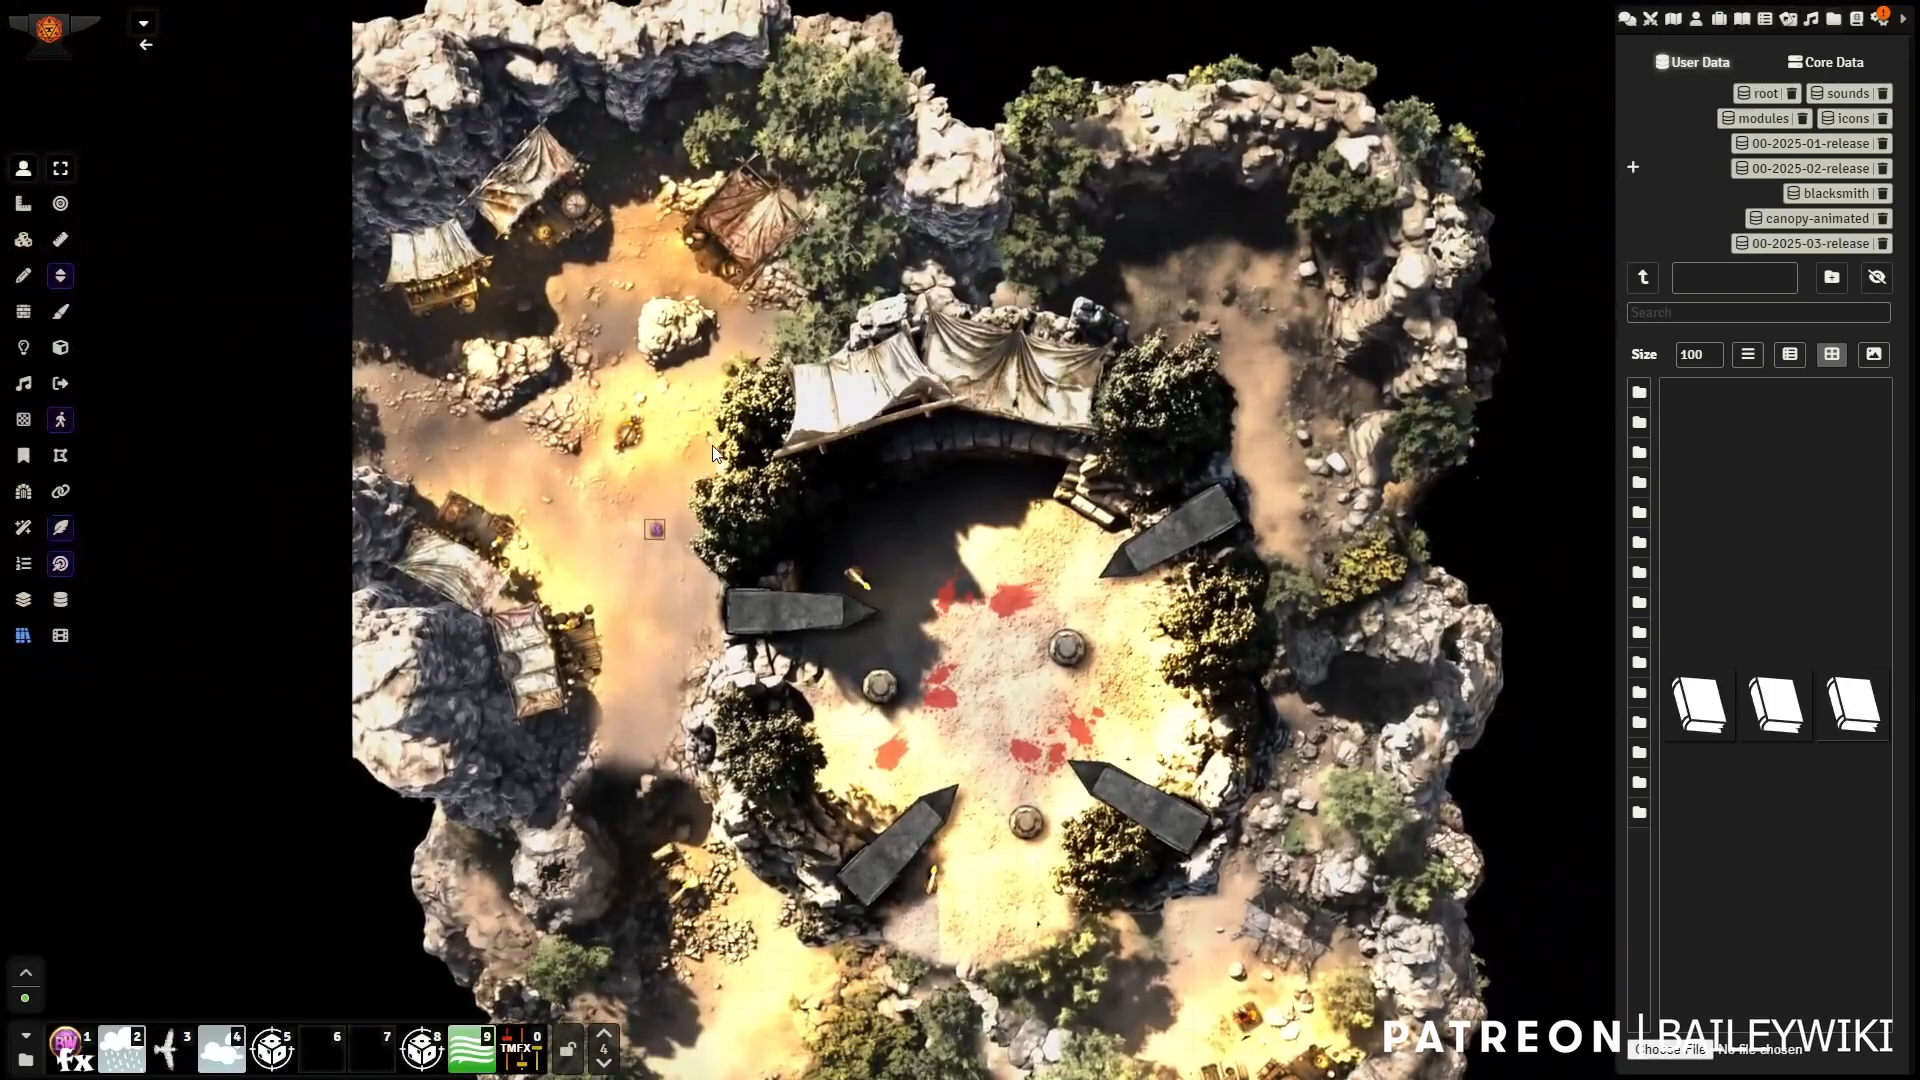 User Data
Core Data
root
sounds
modules
icons
00-2025-01-release
00-2025-02-release
blacksmith
canopy-animated
00-2025-03-release
Search
Size
100
1
2
3
4
5
6
7
8
9
0
fx
TMFX
4
PATREON | BAILEYWIKI
Choose File
No file chosen